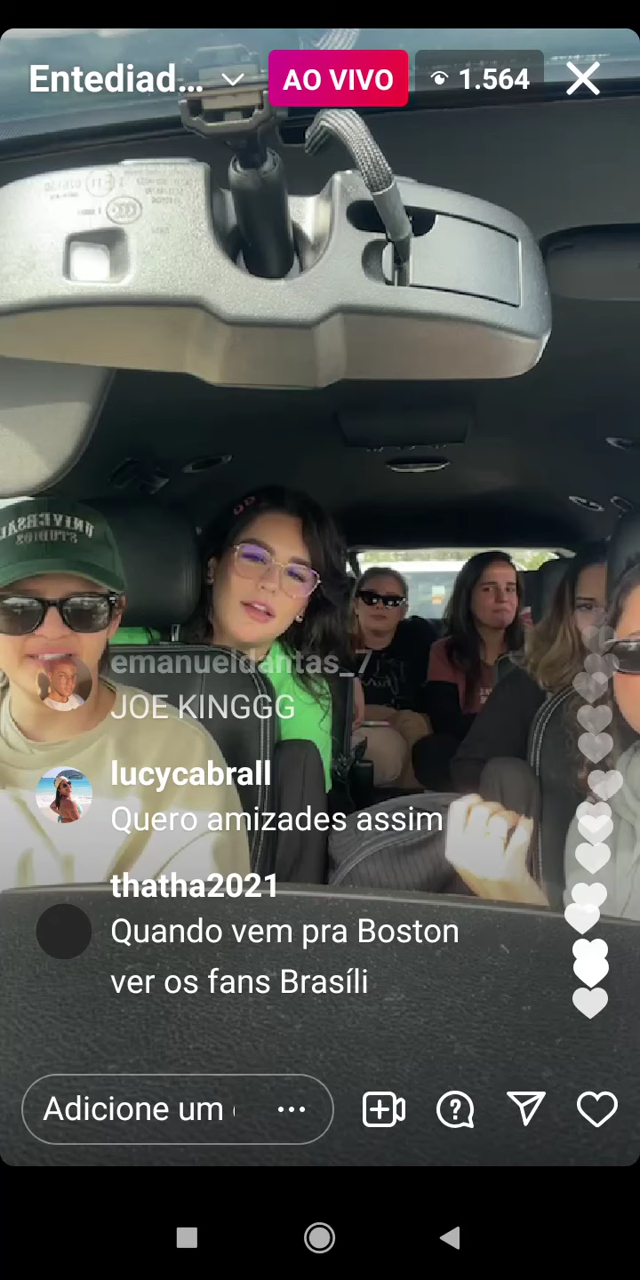 Entediad...
AO VIVO
1.564
UNIVERSAL
STUDIOS
emanueldantas_7
JOE KINGGG
lucycabrall
Quero amizades assim
thatha2021
Quando vem pra Boston
ver os fans Brasíli
Adicione um